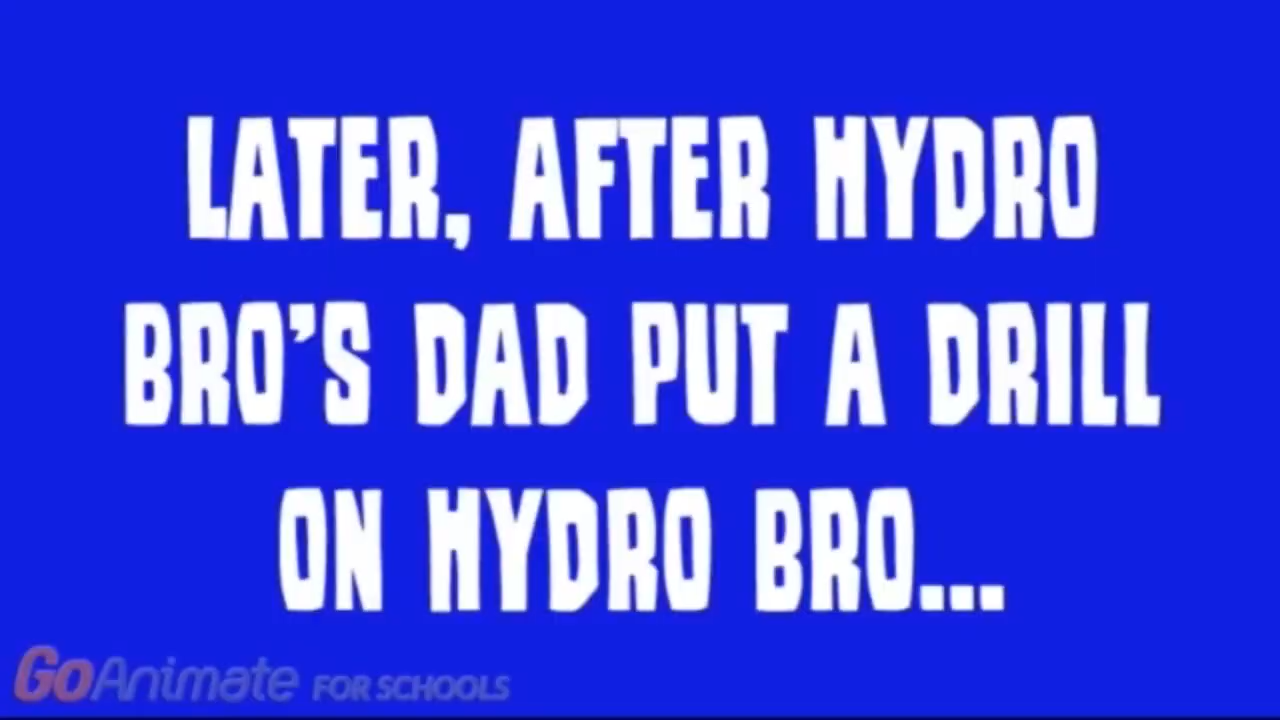 LATER, AFTER HYDRO
BRO'S DAD PUT A DRILL
ON HYDRO BRO...
GoAnimate FOR SCHOOLS